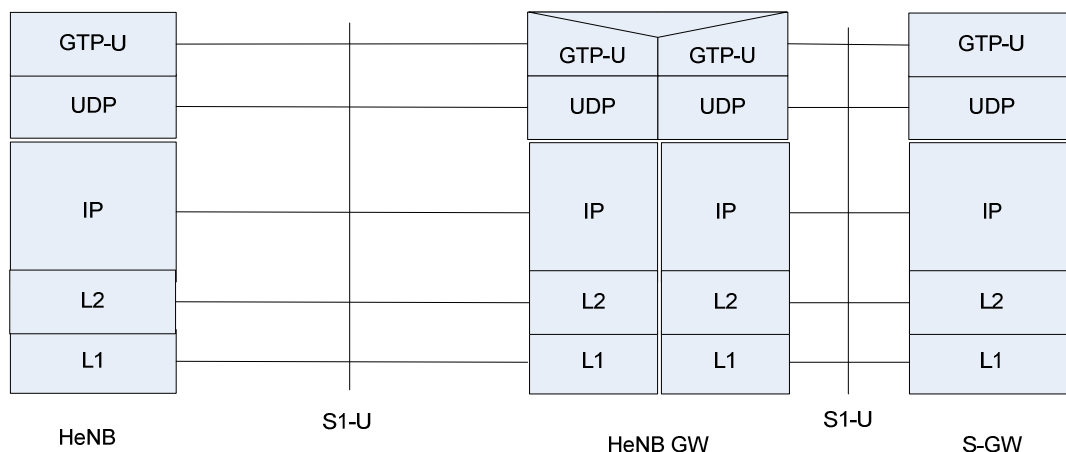 GTP-U
GTP-U
GTP-U
GTP-U
UDP
UDP
UDP
UDP
IP
IP
IP
IP
L2
L2
L2
L2
L1
L1
L1
L1
HeNB
S1-U
HeNB GW
S1-U
S-GW